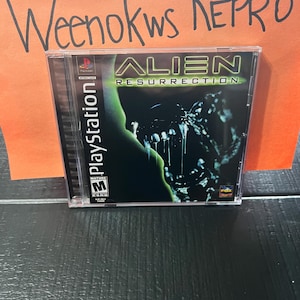 Weenokws REPRO
ALIEN
RESURRECTION
PlayStation
M